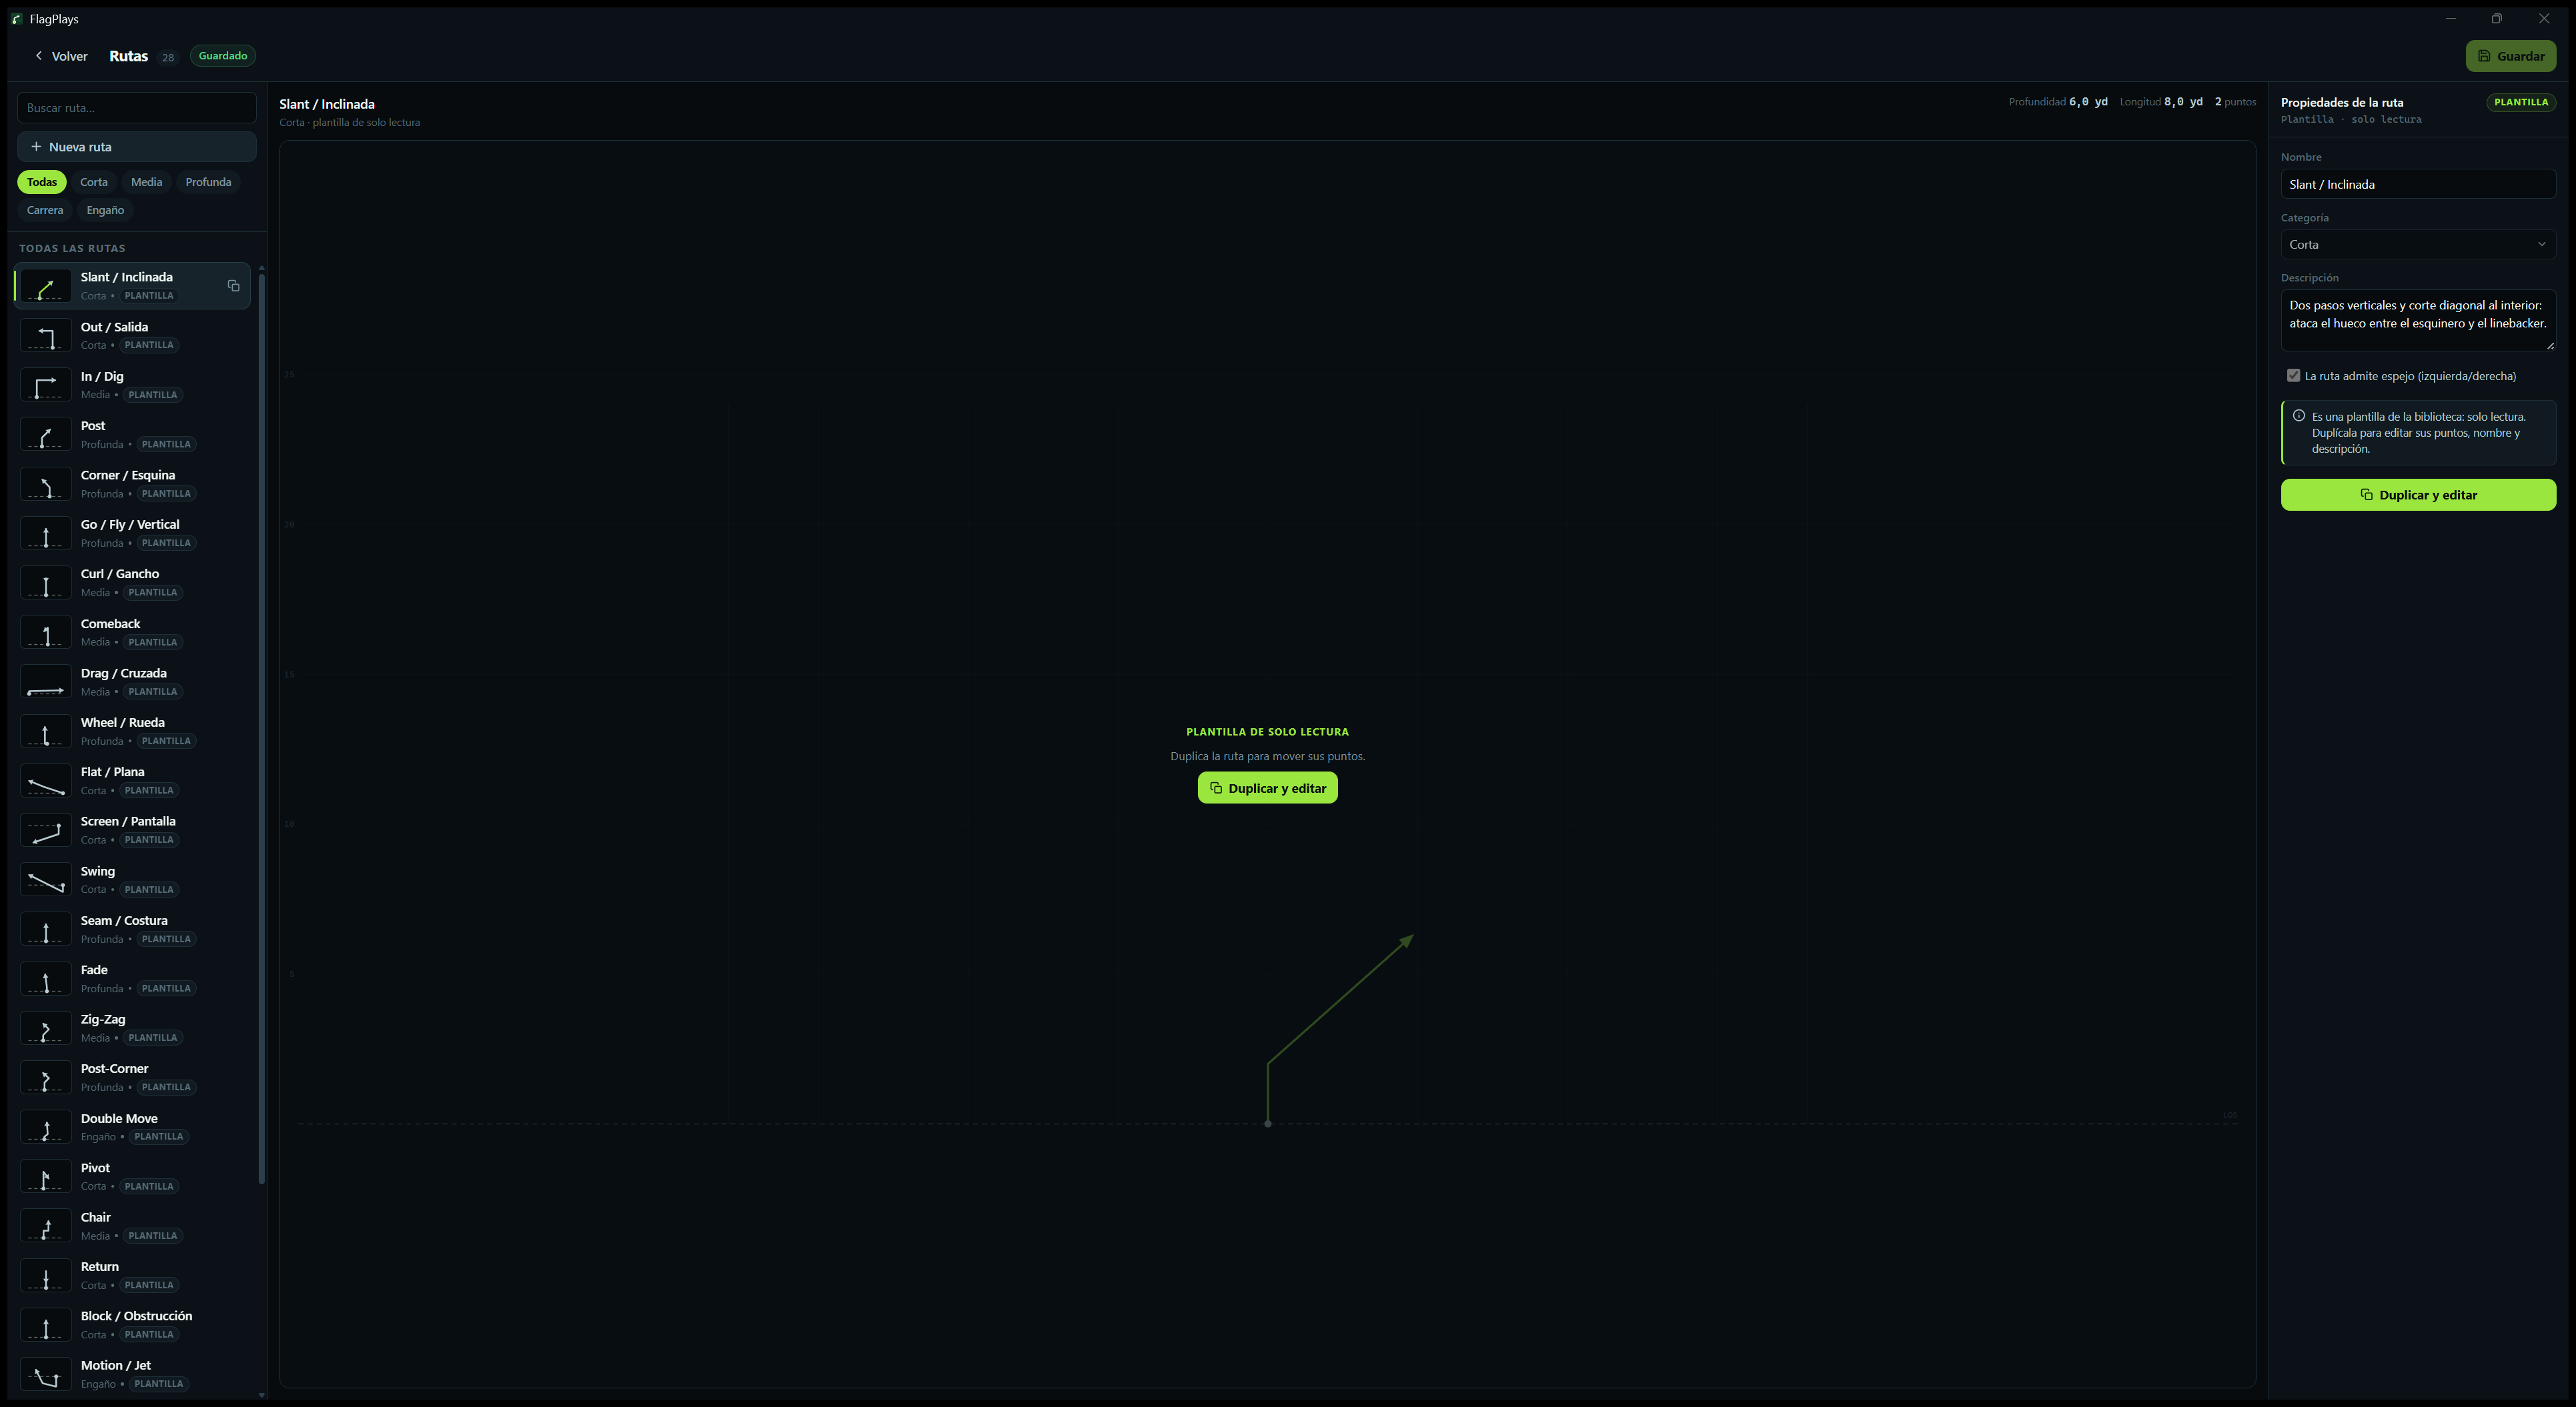 FlagPlays
Volver
Rutas 28 Guardado
Guardar
Buscar ruta...
Nueva ruta
Todas Corta Media Profunda
Carrera Engaño
TODAS LAS RUTAS
Slant / Inclinada
Corta • PLANTILLA
Out / Salida
Corta • PLANTILLA
In / Dig
Media • PLANTILLA
Post
Profunda • PLANTILLA
Corner / Esquina
Profunda • PLANTILLA
Go / Fly / Vertical
Profunda • PLANTILLA
Curl / Gancho
Media • PLANTILLA
Comeback
Media • PLANTILLA
Drag / Cruzada
Media • PLANTILLA
Wheel / Rueda
Profunda • PLANTILLA
Flat / Plana
Corta • PLANTILLA
Screen / Pantalla
Corta • PLANTILLA
Swing
Corta • PLANTILLA
Seam / Costura
Profunda • PLANTILLA
Fade
Profunda • PLANTILLA
Zig-Zag
Media • PLANTILLA
Post-Corner
Profunda • PLANTILLA
Double Move
Engaño • PLANTILLA
Pivot
Corta • PLANTILLA
Chair
Media • PLANTILLA
Return
Corta • PLANTILLA
Block / Obstrucción
Corta • PLANTILLA
Motion / Jet
Engaño • PLANTILLA
Slant / Inclinada
Corta · plantilla de solo lectura
Profundidad 6,0 yd Longitud 8,0 yd 2 puntos
25
20
15
PLANTILLA DE SOLO LECTURA
Duplica la ruta para mover sus puntos.
Duplicar y editar
10
5
LOS
Propiedades de la ruta PLANTILLA
Plantilla · solo lectura
Nombre
Slant / Inclinada
Categoría
Corta
Descripción
Dos pasos verticales y corte diagonal al interior:
ataca el hueco entre el esquinero y el linebacker.
La ruta admite espejo (izquierda/derecha)
Es una plantilla de la biblioteca: solo lectura.
Duplícala para editar sus puntos, nombre y
descripción.
Duplicar y editar